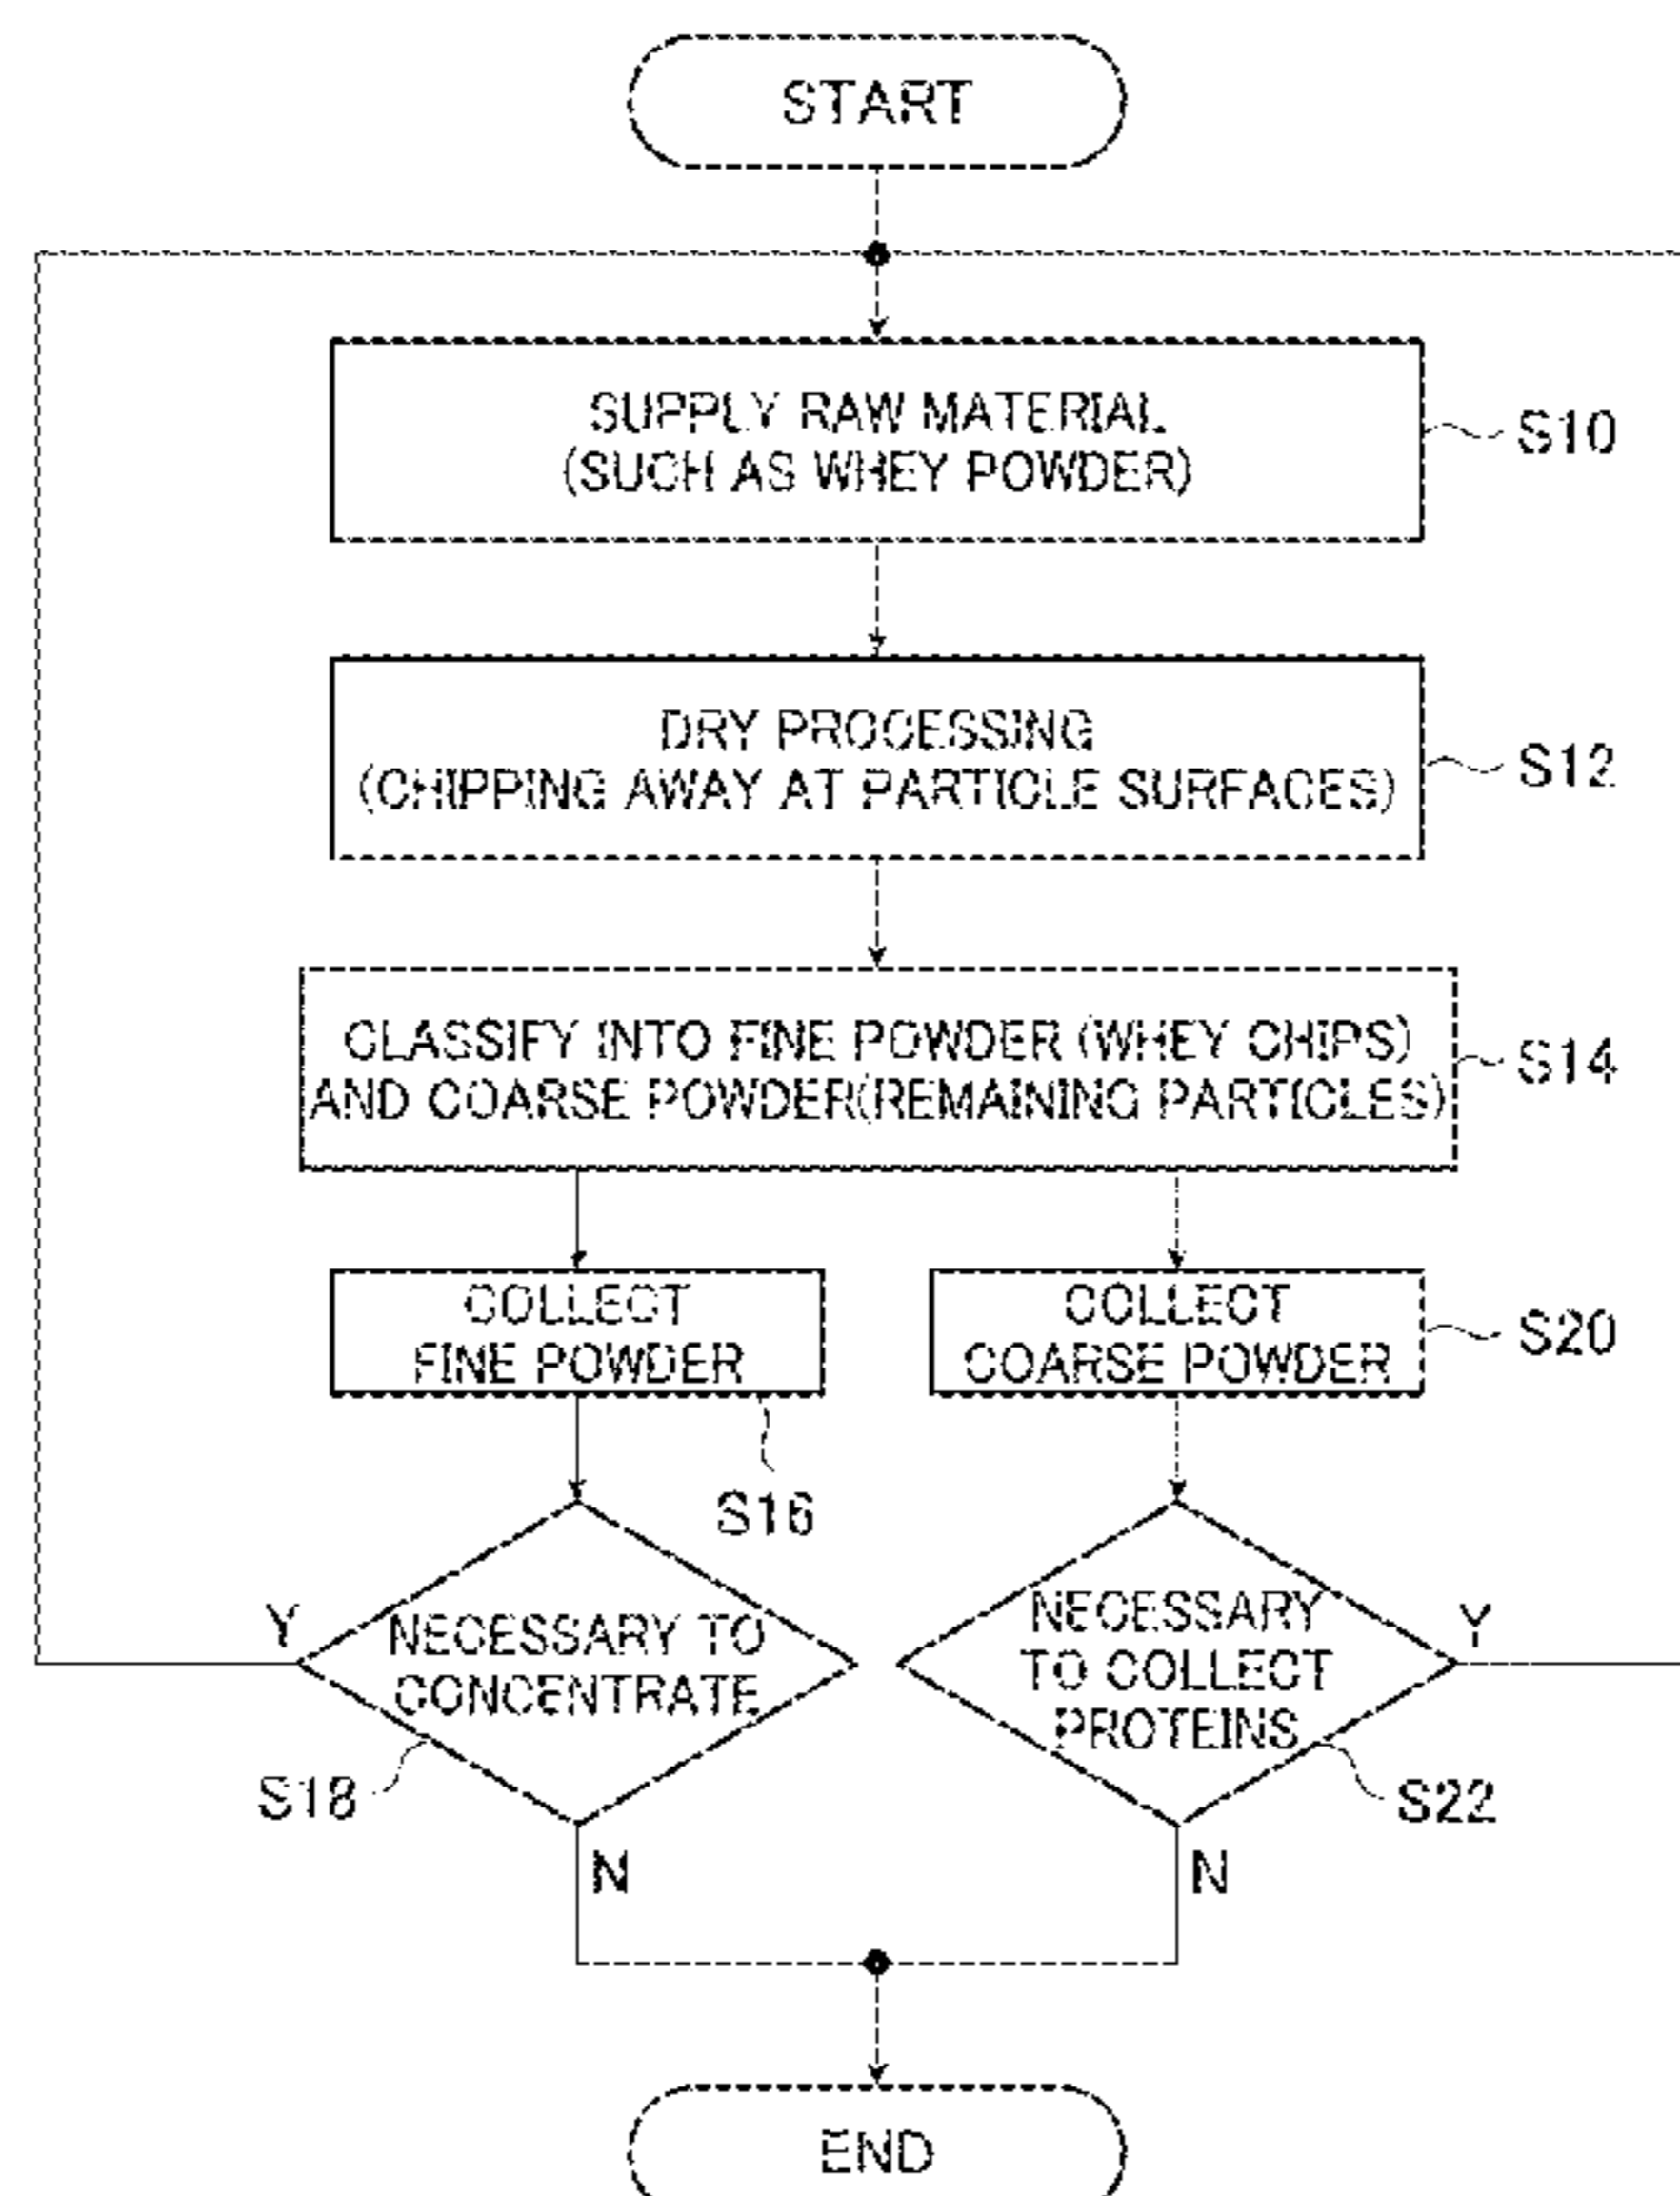 START
SUPPLY RAW MATERIAL
(SUCH AS WHEY POWDER)
S10
DRY PROCESSING
(CHIPPING AWAY AT PARTICLE SURFACES)
S12
CLASSIFY INTO FINE POWDER (WHEY CHIPS)
AND COARSE POWDER(REMAINING PARTICLES)
S14
COLLECT
FINE POWDER
S16
COLLECT
COARSE POWDER
S20
Y
NECESSARY TO
CONCENTRATE
S18
N
NECESSARY
TO COLLECT
PROTEINS
Y
S22
N
END